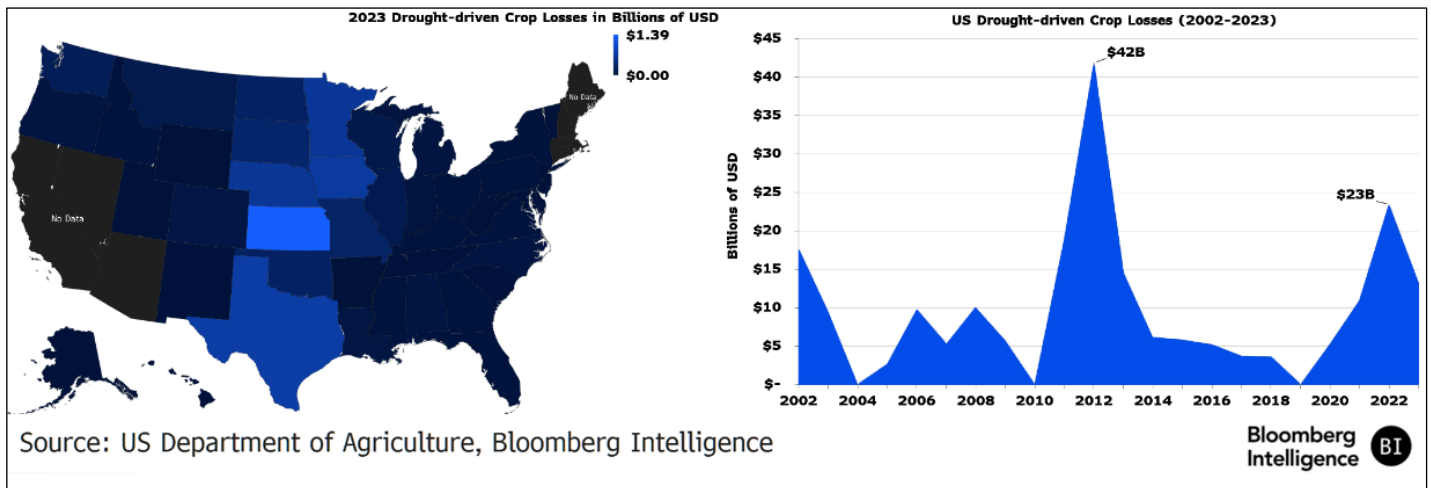 2023 Drought-driven Crop Losses in Billions of USD
$1.39
$0.00
No Data
No Data
US Drought-driven Crop Losses (2002-2023)
Billions of USD
$45
$40
$35
$30
$25
$20
$15
$10
$5
$-
$42B
$23B
2002 2004 2006 2008 2010 2012 2014 2016 2018 2020 2022
Source: US Department of Agriculture, Bloomberg Intelligence
Bloomberg
Intelligence
BI